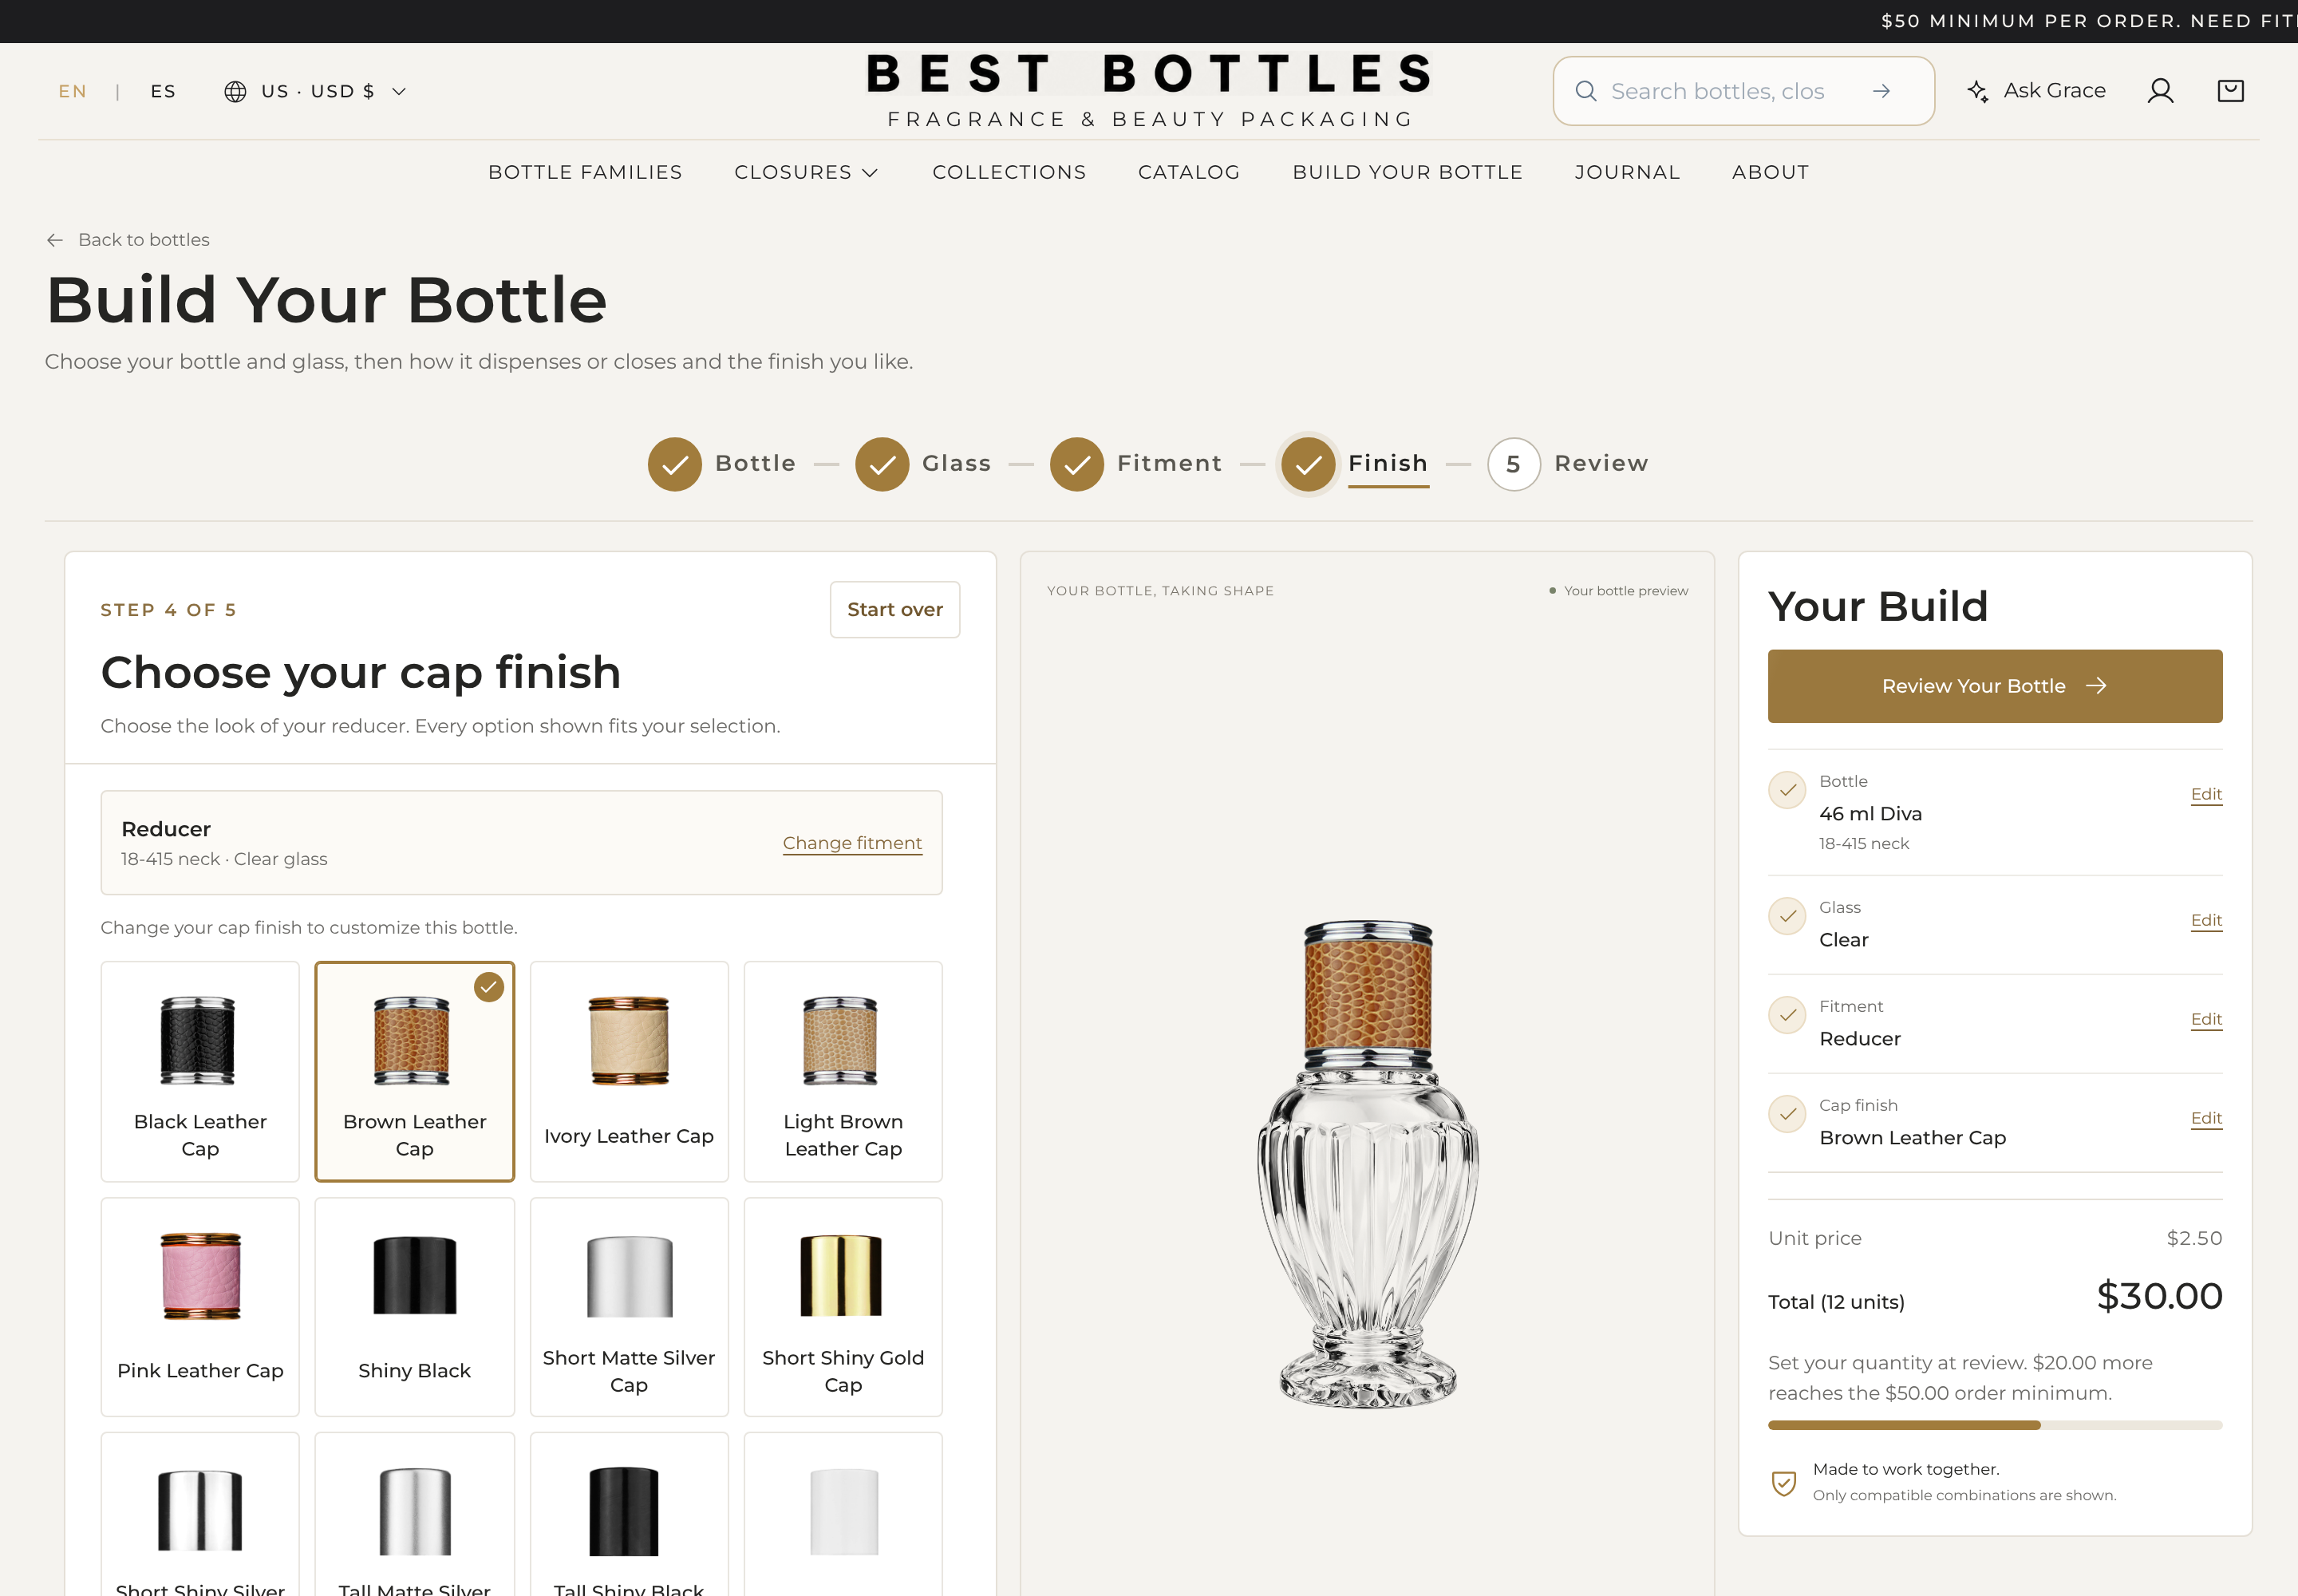 $50 MINIMUM PER ORDER. NEED
EN | ES US · USD $
BEST BOTTLES
FRAGRANCE & BEAUTY PACKAGING
Search bottles, clos
Ask Grace
BOTTLE FAMILIES CLOSURES COLLECTIONS CATALOG BUILD YOUR BOTTLE JOURNAL ABOUT
Back to bottles
Build Your Bottle
Choose your bottle and glass, then how it dispenses or closes and the finish you like.
Bottle Glass Fitment Finish 5 Review
STEP 4 OF 5
Start over
Choose your cap finish
Choose the look of your reducer. Every option shown fits your selection.
Reducer
18-415 neck · Clear glass
Change fitment
Change your cap finish to customize this bottle.
Black Leather
Cap
Brown Leather
Cap
Ivory Leather Cap
Light Brown
Leather Cap
Pink Leather Cap
Shiny Black
Short Matte Silver
Cap
Short Shiny Gold
Cap
Short Shiny Silver
Tall Matte Silver
Tall Shiny Black
YOUR BOTTLE, TAKING SHAPE
Your bottle preview
Your Build
Review Your Bottle
Bottle
46 ml Diva
18-415 neck
Edit
Glass
Clear
Edit
Fitment
Reducer
Edit
Cap finish
Brown Leather Cap
Edit
Unit price $2.50
Total (12 units) $30.00
Set your quantity at review. $20.00 more
reaches the $50.00 order minimum.
Made to work together.
Only compatible combinations are shown.